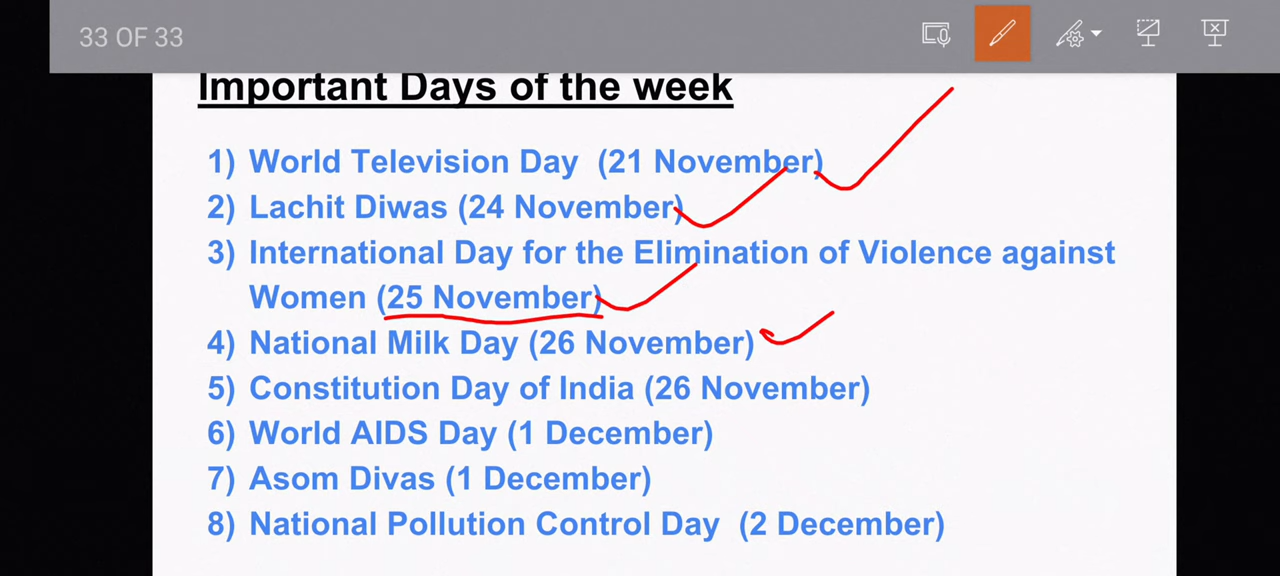 33 OF 33
Important Days of the week
1) World Television Day (21 November)
2) Lachit Diwas (24 November)
3) International Day for the Elimination of Violence against
Women (25 November)
4) National Milk Day (26 November)
5) Constitution Day of India (26 November)
6) World AIDS Day (1 December)
7) Asom Divas (1 December)
8) National Pollution Control Day (2 December)